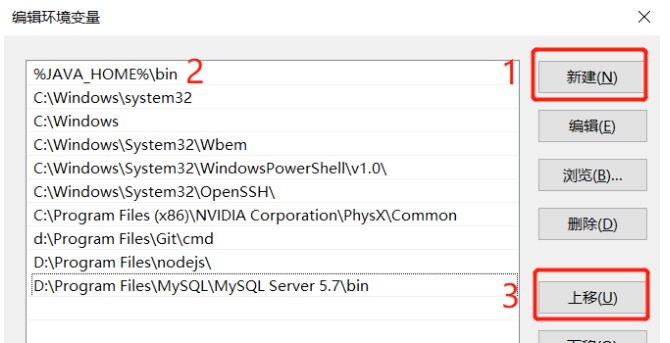 编辑环境变量
%JAVA_HOME%\bin 2
1 新建(N)
C:\Windows\system32
C:\Windows
编辑(E)
C:\Windows\System32\Wbem
C:\Windows\System32\WindowsPowerShell\v1.0\
浏览(B)...
C:\Windows\System32\OpenSSH\
C:\Program Files (x86)\NVIDIA Corporation\PhysX\Common
删除(D)
d:\Program Files\Git\cmd
D:\Program Files\nodejs\
D:\Program Files\MySQL\MySQL Server 5.7\bin
3 上移(U)